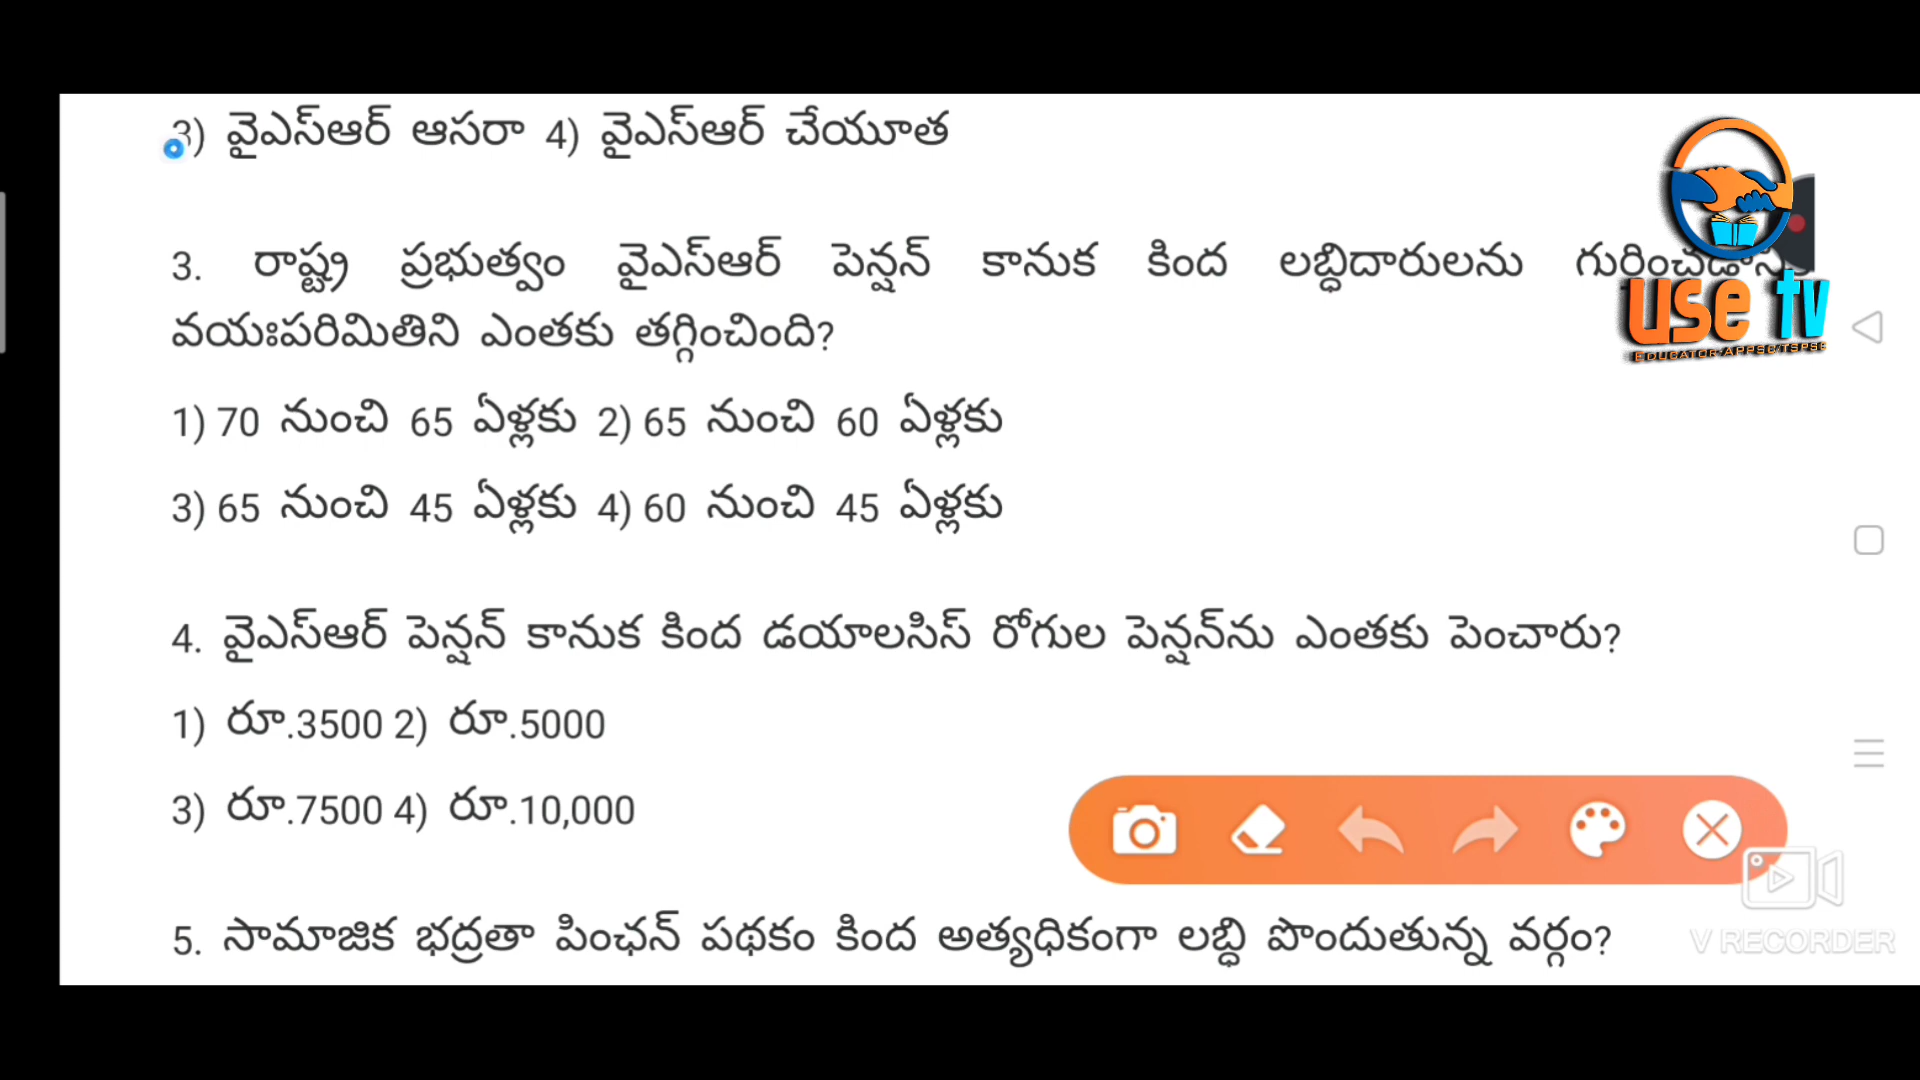 3) వైఎస్ఆర్ ఆసరా 4) వైఎస్ఆర్ చేయూత
3. రాష్ట్ర ప్రభుత్వం వైఎస్ఆర్ పెన్షన్ కానుక కింద లబ్ధిదారులను
వయఃపరిమితిని ఎంతకు తగ్గించింది?
1) 70 నుంచి 65 ఏళ్లకు 2) 65 నుంచి 60 ఏళ్లకు
3) 65 నుంచి 45 ఏళ్లకు 4) 60 నుంచి 45 ఏళ్లకు
4. వైఎస్ఆర్ పెన్షన్ కానుక కింద డయాలసిస్ రోగుల పెన్షన్‌ను ఎంతకు పెంచారు?
1) రూ.3500 2) రూ.5000
3) రూ.7500 4) రూ.10,000
5. సామాజిక భద్రతా పింఛన్ పథకం కింద అత్యధికంగా లబ్ధి పొందుతున్న వర్గం?
use tv
EDUCATOR:APPSC/TSPSC
V RECORDER